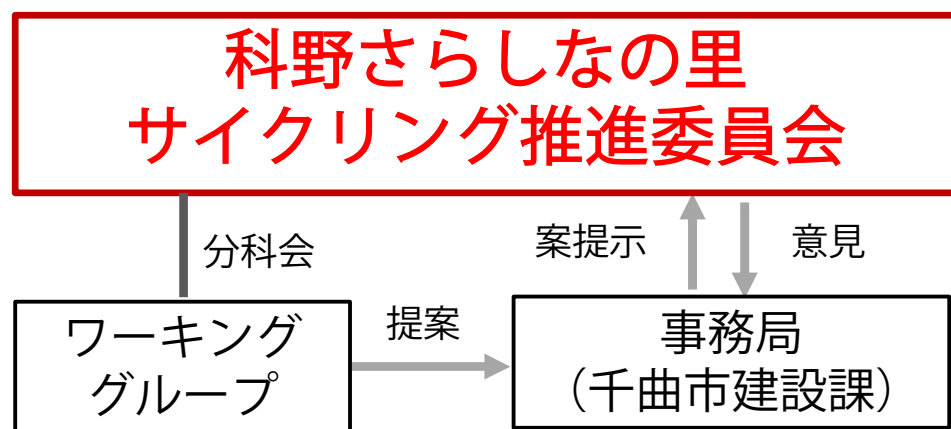 科野さらしなの里
サイクリング推進委員会
分科会
案提示
意見
ワーキング
グループ
提案
事務局
（千曲市建設課）